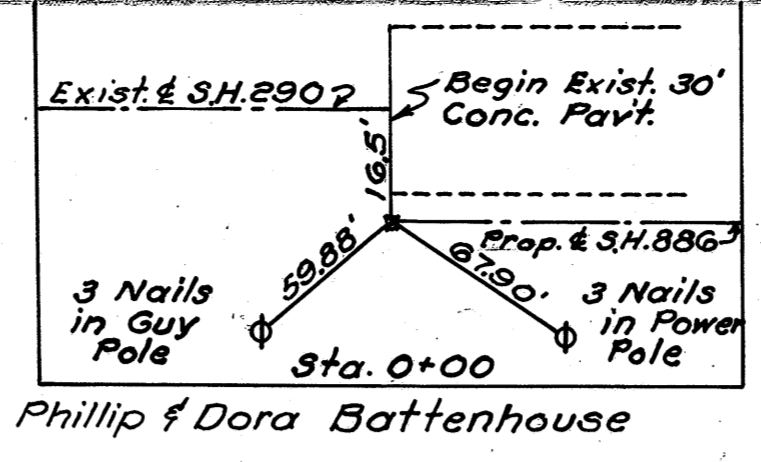 Exist. ℄ S.H.290
Begin Exist. 30'
Conc. Pav't.
16.5'
Prop. ℄ S.H.886
59.88'
67.90'
3 Nails
in Guy
Pole
3 Nails
in Power
Pole
Sta. 0+00
Phillip & Dora Battenhouse